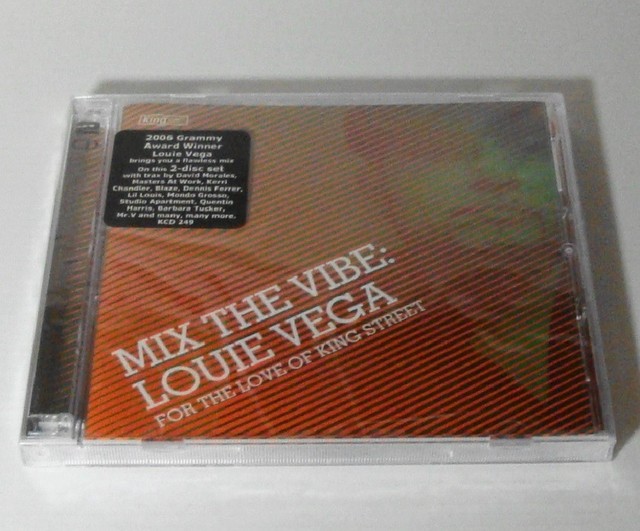 King
2006 Grammy
Award Winner
Louie Vega
brings you a flawless mix
On this 2-disc set
with trax by David Morales,
Masters At Work, Kerri
Chandler, Blaze, Dennis Ferrer,
Lil Louis, Mondo Grosso,
Studio Apartment, Quentin
Harris, Barbara Tucker,
Mr.V and many, many more.
KCD 249
MIX THE VIBE:
LOUIE VEGA
FOR THE LOVE OF KING STREET